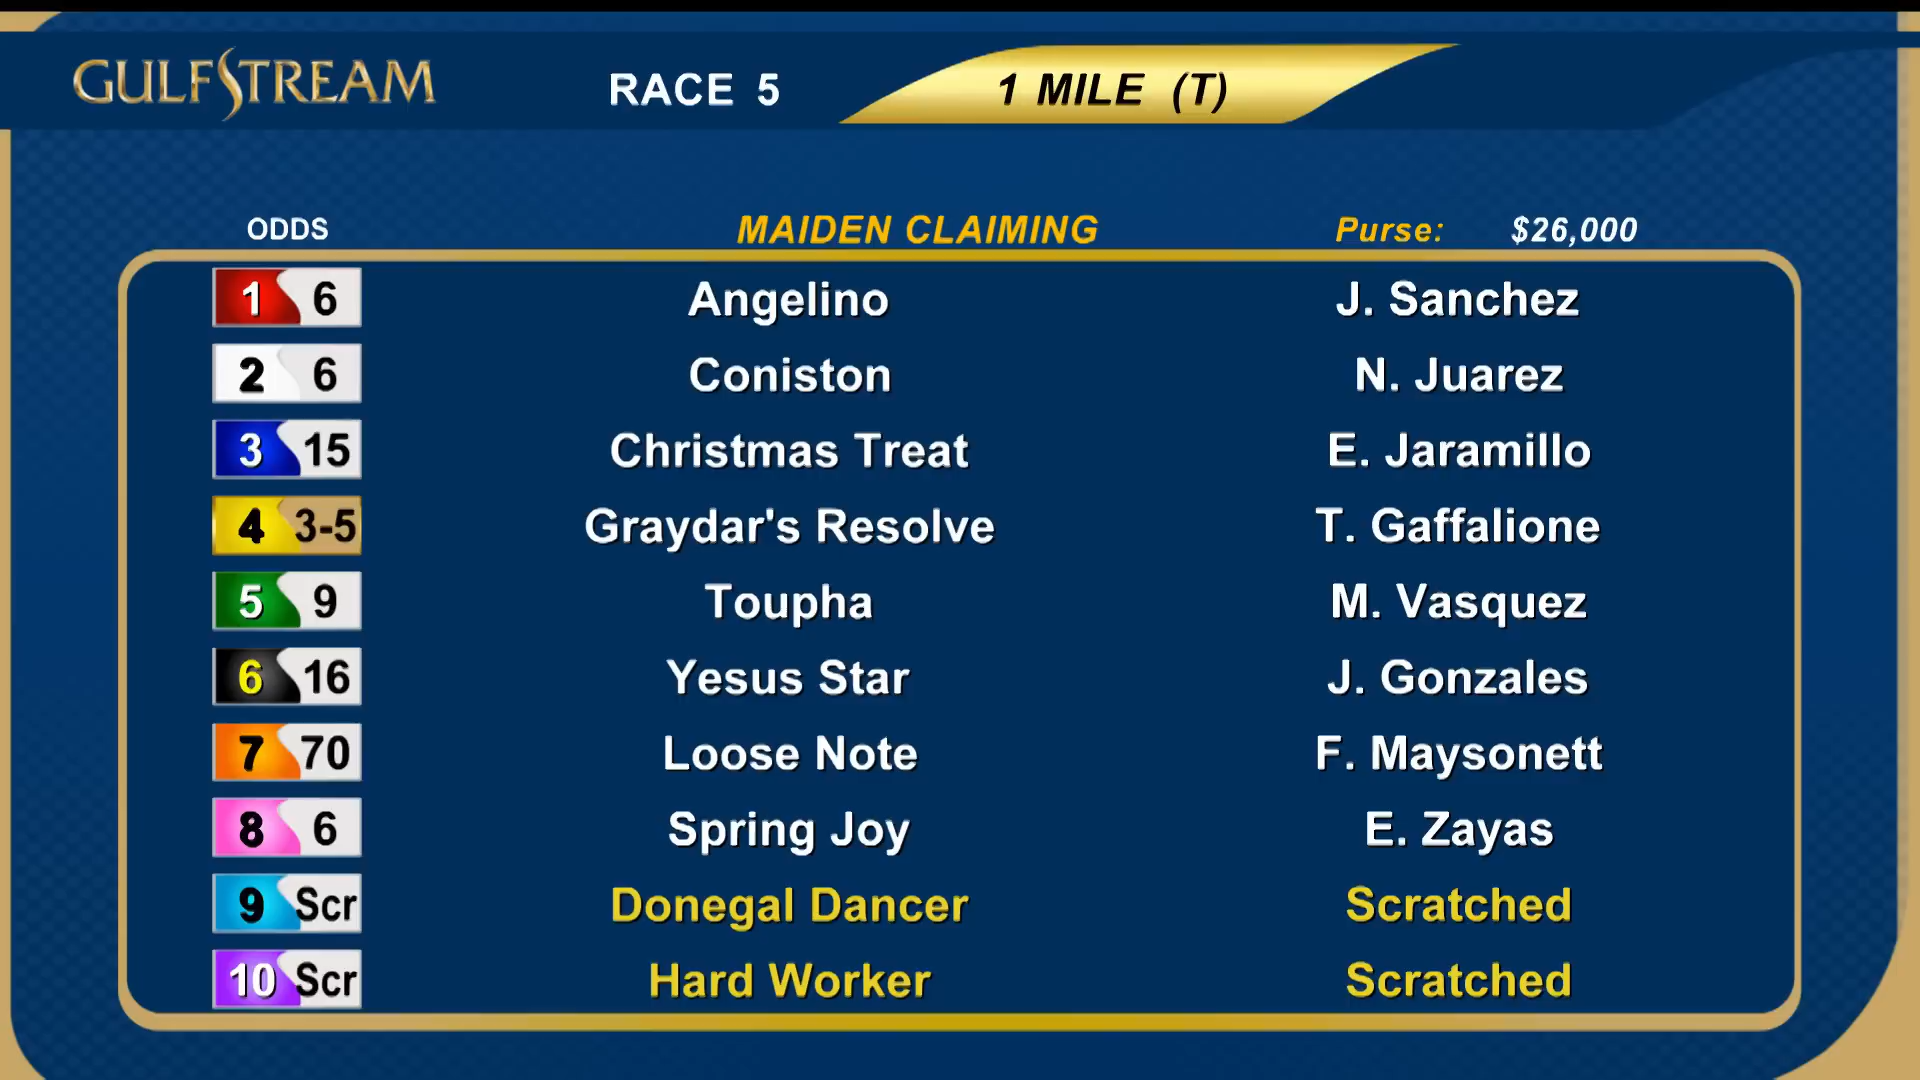 GULFSTREAM RACE 5 1 MILE (T)
ODDS MAIDEN CLAIMING Purse: $26,000
1 6 Angelino J. Sanchez
2 6 Coniston N. Juarez
3 15 Christmas Treat E. Jaramillo
4 3-5 Graydar's Resolve T. Gaffalione
5 9 Toupha M. Vasquez
6 16 Yesus Star J. Gonzales
7 70 Loose Note F. Maysonett
8 6 Spring Joy E. Zayas
9 Scr Donegal Dancer Scratched
10 Scr Hard Worker Scratched